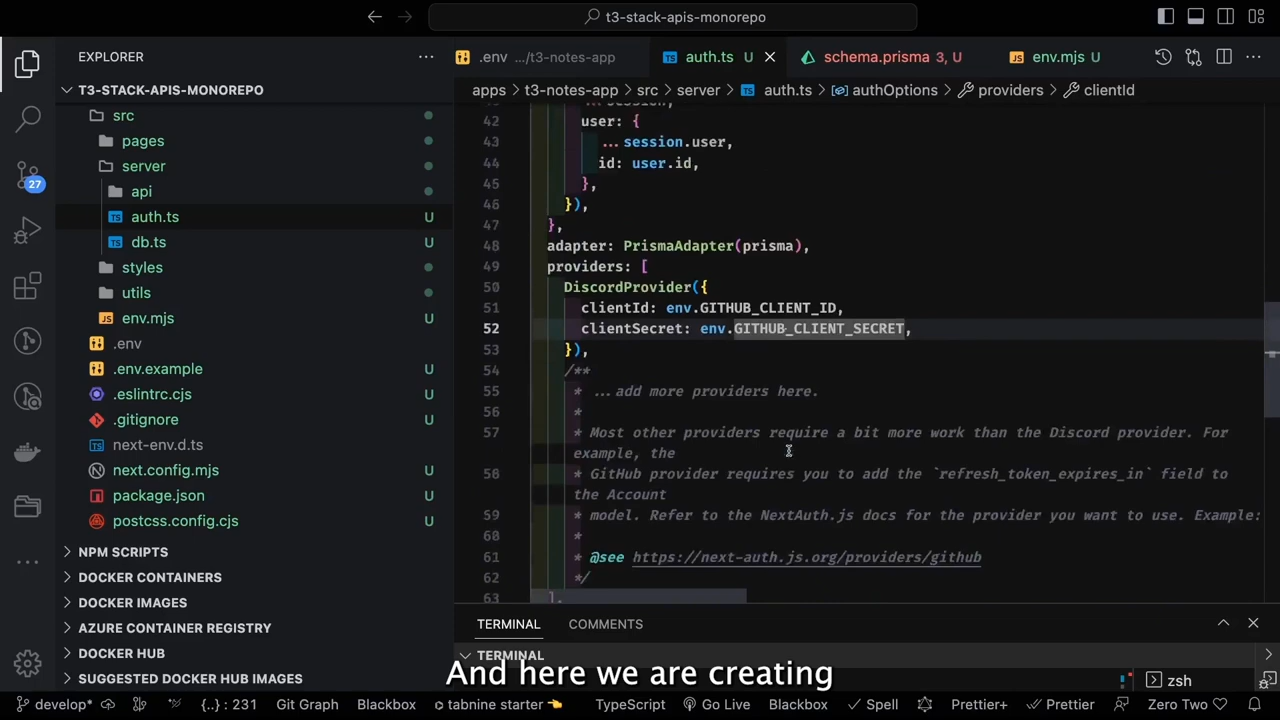 t3-stack-apis-monorepo
EXPLORER
.env .../t3-notes-app
auth.ts U
schema.prisma 3, U
env.mjs U
T3-STACK-APIS-MONOREPO
apps > t3-notes-app > src > server > auth.ts > authOptions > providers > clientId
src
pages
server
api
auth.ts U
db.ts U
styles
utils
env.mjs U
.env
.env.example U
.eslintrc.cjs U
.gitignore U
next-env.d.ts
next.config.mjs U
package.json U
postcss.config.cjs U
NPM SCRIPTS
DOCKER CONTAINERS
DOCKER IMAGES
AZURE CONTAINER REGISTRY
DOCKER HUB
SUGGESTED DOCKER HUB IMAGES
27
...session,
42 user: {
43 ...session.user,
44 id: user.id,
45 },
46 }),
47 },
48 adapter: PrismaAdapter(prisma),
49 providers: [
50 DiscordProvider({
51 clientId: env.GITHUB_CLIENT_ID,
52 clientSecret: env.GITHUB_CLIENT_SECRET,
53 }),
54 /**
55 * ...add more providers here.
56 *
57 * Most other providers require a bit more work than the Discord provider. For
example, the
58 * GitHub provider requires you to add the `refresh_token_expires_in` field to
the Account
59 * model. Refer to the NextAuth.js docs for the provider you want to use. Example:
60 *
61 * @see https://next-auth.js.org/providers/github
62 */
63 ],
TERMINAL COMMENTS
TERMINAL
zsh
And here we are creating
develop* {..} : 231 Git Graph Blackbox tabnine starter TypeScript Go Live Blackbox Spell Prettier+ Prettier Zero Two